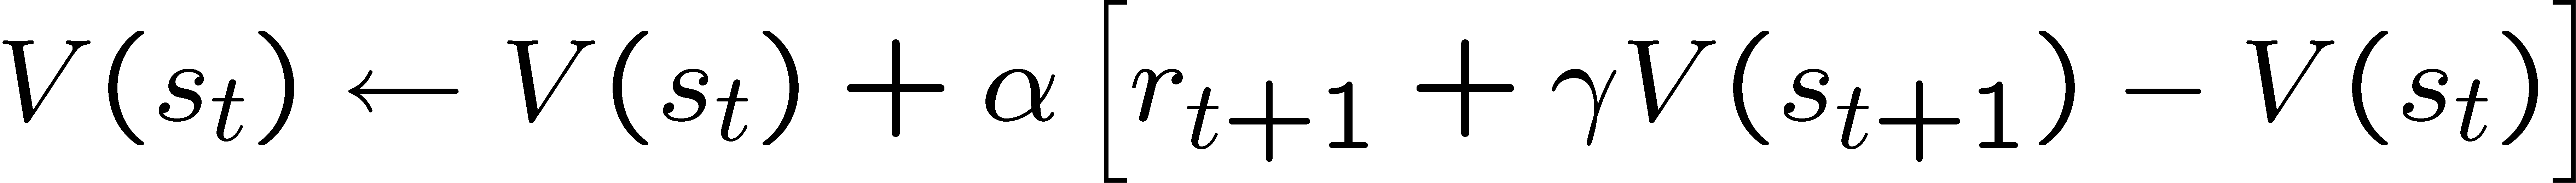 V(s_t) ← V(s_t) + α [r_{t+1} + γV(s_{t+1}) − V(s_t)]